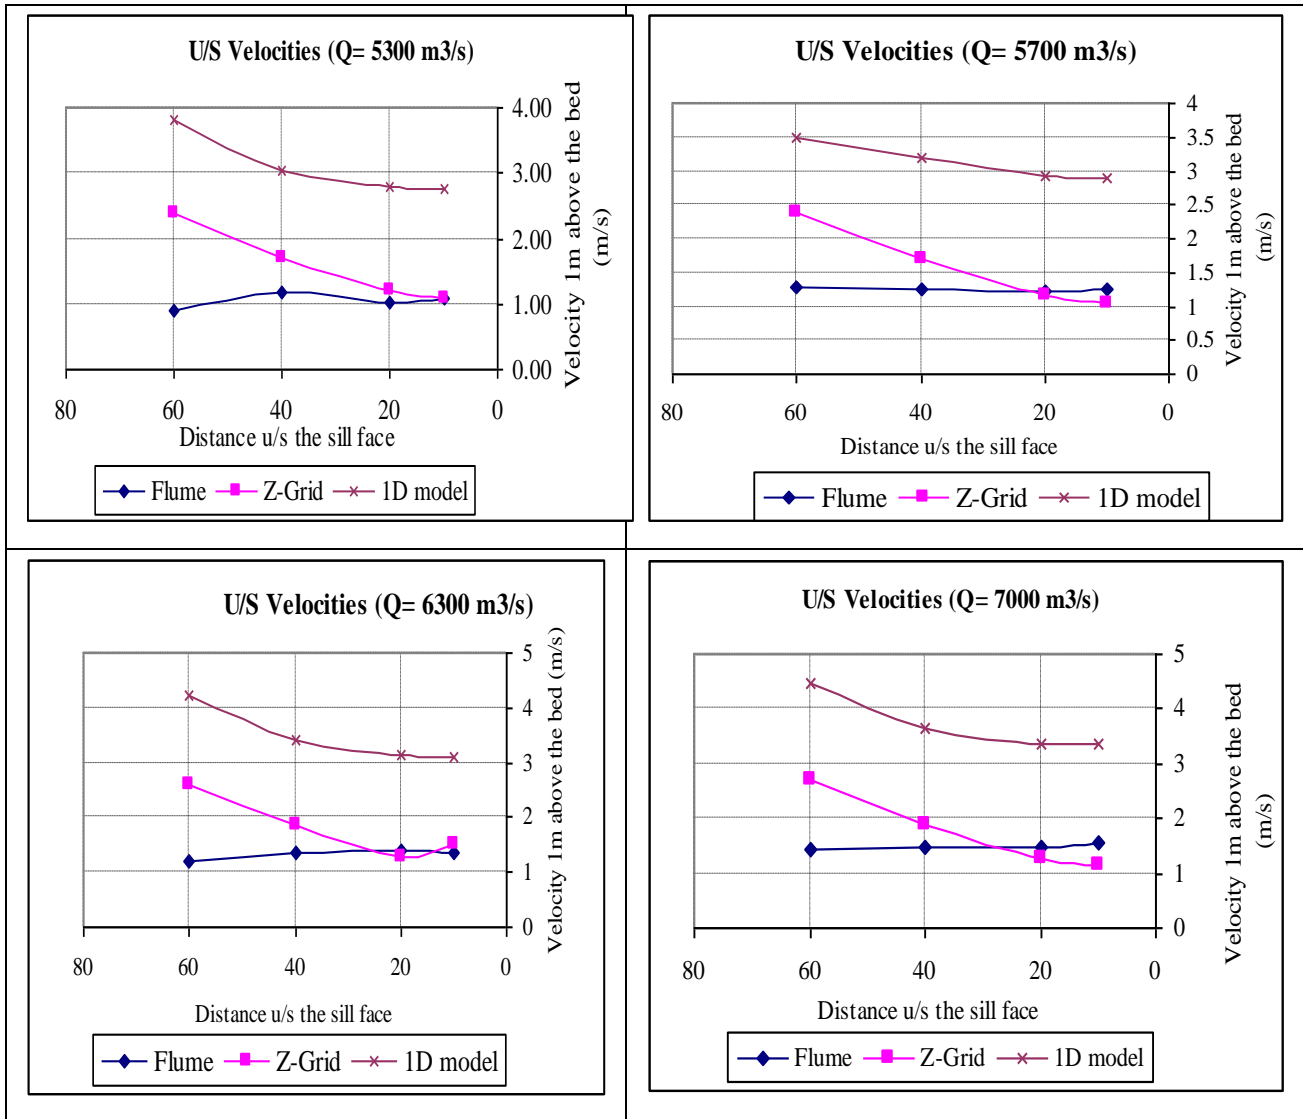 U/S Velocities (Q= 5300 m3/s)
4.00
3.00
2.00
1.00
0.00
Velocity 1m above the bed
(m/s)
80 60 40 20 0
Distance u/s the sill face
Flume Z-Grid 1D model
U/S Velocities (Q= 5700 m3/s)
4
3.5
3
2.5
2
1.5
1
0.5
0
Velocity 1m above the bed
(m/s)
80 60 40 20 0
Distance u/s the sill face
Flume Z-Grid 1D model
U/S Velocities (Q= 6300 m3/s)
5
4
3
2
1
0
Velocity 1m above the bed (m/s)
80 60 40 20 0
Distance u/s the sill face
Flume Z-Grid 1D model
U/S Velocities (Q= 7000 m3/s)
5
4
3
2
1
0
Velocity 1m above the bed
(m/s)
80 60 40 20 0
Distance u/s the sill face
Flume Z-Grid 1D model